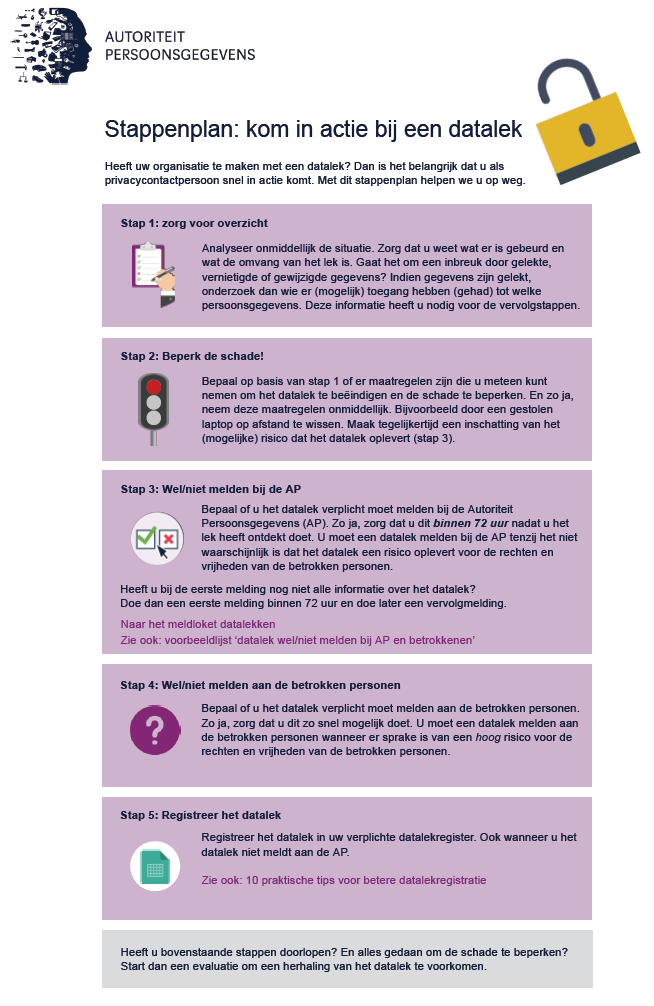 AUTORITEIT
PERSOONSGEGEVENS
Stappenplan: kom in actie bij een datalek
Heeft uw organisatie te maken met een datalek? Dan is het belangrijk dat u als
privacycontactpersoon snel in actie komt. Met dit stappenplan helpen we u op weg.
Stap 1: zorg voor overzicht
Analyseer onmiddellijk de situatie. Zorg dat u weet wat er is gebeurd en
wat de omvang van het lek is. Gaat het om een inbreuk door gelekte,
vernietigde of gewijzigde gegevens? Indien gegevens zijn gelekt,
onderzoek dan wie er (mogelijk) toegang hebben (gehad) tot welke
persoonsgegevens. Deze informatie heeft u nodig voor de vervolgstappen.
Stap 2: Beperk de schade!
Bepaal op basis van stap 1 of er maatregelen zijn die u meteen kunt
nemen om het datalek te beëindigen en de schade te beperken. En zo ja,
neem deze maatregelen onmiddellijk. Bijvoorbeeld door een gestolen
laptop op afstand te wissen. Maak tegelijkertijd een inschatting van het
(mogelijke) risico dat het datalek oplevert (stap 3).
Stap 3: Wel/niet melden bij de AP
Bepaal of u het datalek verplicht moet melden bij de Autoriteit
Persoonsgegevens (AP). Zo ja, zorg dat u dit binnen 72 uur nadat u het
lek heeft ontdekt doet. U moet een datalek melden bij de AP tenzij het niet
waarschijnlijk is dat het datalek een risico oplevert voor de rechten en
vrijheden van de betrokken personen.
Heeft u bij de eerste melding nog niet alle informatie over het datalek?
Doe dan een eerste melding binnen 72 uur en doe later een vervolgmelding.
Naar het meldloket datalekken
Zie ook: voorbeeldlijst ‘datalek wel/niet melden bij AP en betrokkenen’
Stap 4: Wel/niet melden aan de betrokken personen
Bepaal of u het datalek verplicht moet melden aan de betrokken personen.
Zo ja, zorg dat u dit zo snel mogelijk doet. U moet een datalek melden aan
de betrokken personen wanneer er sprake is van een hoog risico voor de
rechten en vrijheden van de betrokken personen.
Stap 5: Registreer het datalek
Registreer het datalek in uw verplichte datalekregister. Ook wanneer u het
datalek niet meldt aan de AP.
Zie ook: 10 praktische tips voor betere datalekregistratie
Heeft u bovenstaande stappen doorlopen? En alles gedaan om de schade te beperken?
Start dan een evaluatie om een herhaling van het datalek te voorkomen.